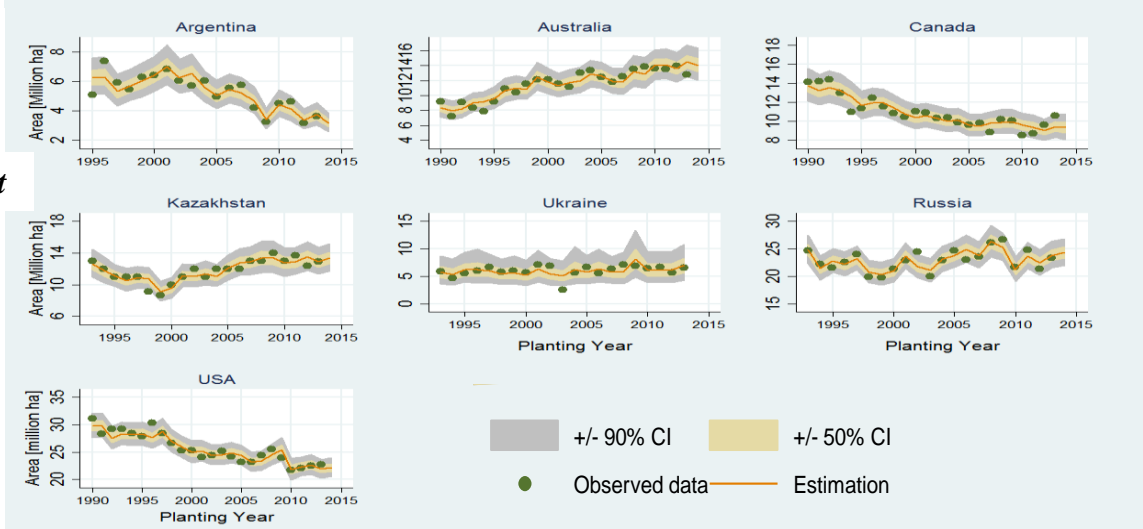 Argentina
Australia
Canada
Area [Million ha]
8
6
4
2
1995 2000 2005 2010 2015
4 6 8 10 12 14 16
1990 1995 2000 2005 2010 2015
8 10 12 14 16 18
1990 1995 2000 2005 2010 2015
t
Kazakhstan
Ukraine
Russia
Area [Million ha]
18
14
10
6
1995 2000 2005 2010 2015
15
10
5
0
1995 2000 2005 2010 2015
Planting Year
30
25
20
15
1995 2000 2005 2010 2015
Planting Year
USA
Area [million ha]
35
30
25
20
1990 1995 2000 2005 2010 2015
Planting Year
+/- 90% CI
+/- 50% CI
Observed data
Estimation